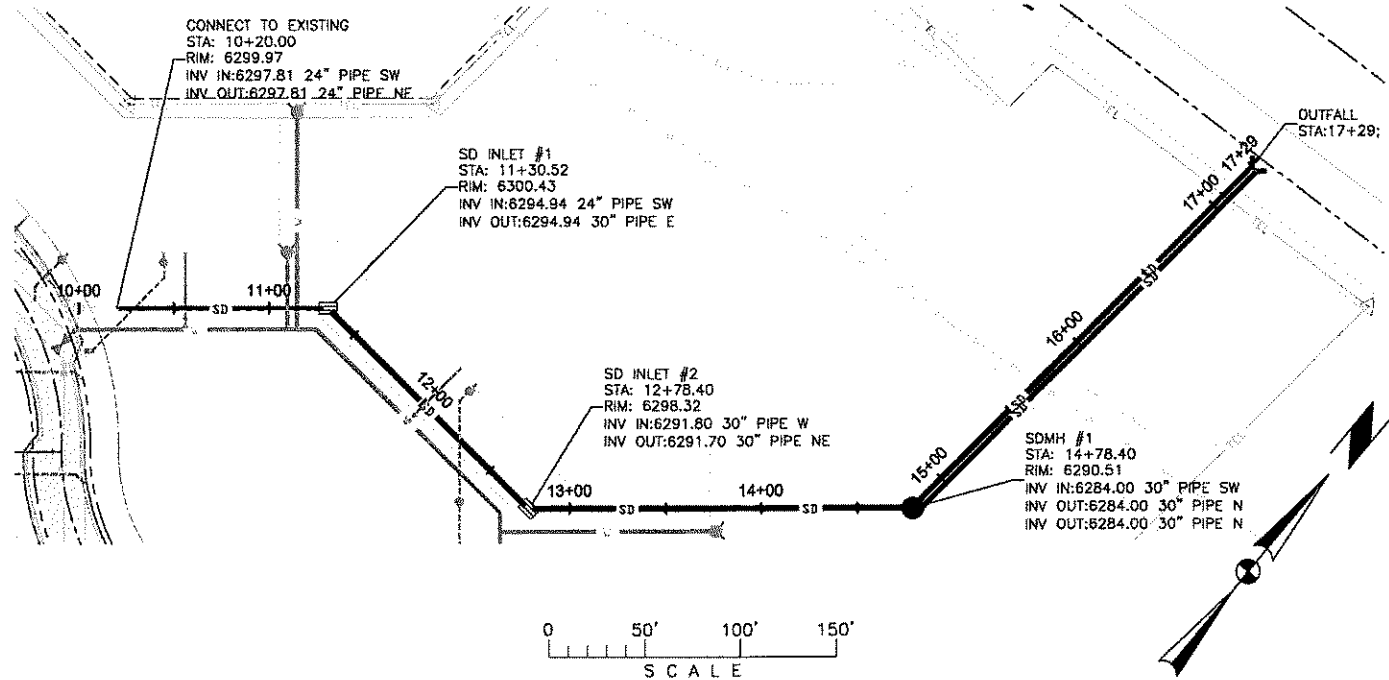 CONNECT TO EXISTING
STA: 10+20.00
RIM: 6299.97
INV IN:6297.81 24" PIPE SW
INV OUT:6297.81 24" PIPE NE
SD INLET #1
STA: 11+30.52
RIM: 6300.43
INV IN:6294.94 24" PIPE SW
INV OUT:6294.94 30" PIPE E
OUTFALL
STA:17+29;
17+29
17+00
10+00
SD
11+00
16+00
SD
SD
12+00
SD
SD INLET #2
STA: 12+78.40
RIM: 6298.32
INV IN:6291.80 30" PIPE W
INV OUT:6291.70 30" PIPE NE
SD
SD
15+00
SDMH #1
STA: 14+78.40
RIM: 6290.51
INV IN:6284.00 30" PIPE SW
INV OUT:6284.00 30" PIPE N
INV OUT:6284.00 30" PIPE N
13+00
14+00
SD
SD
0 50' 100' 150'
SCALE